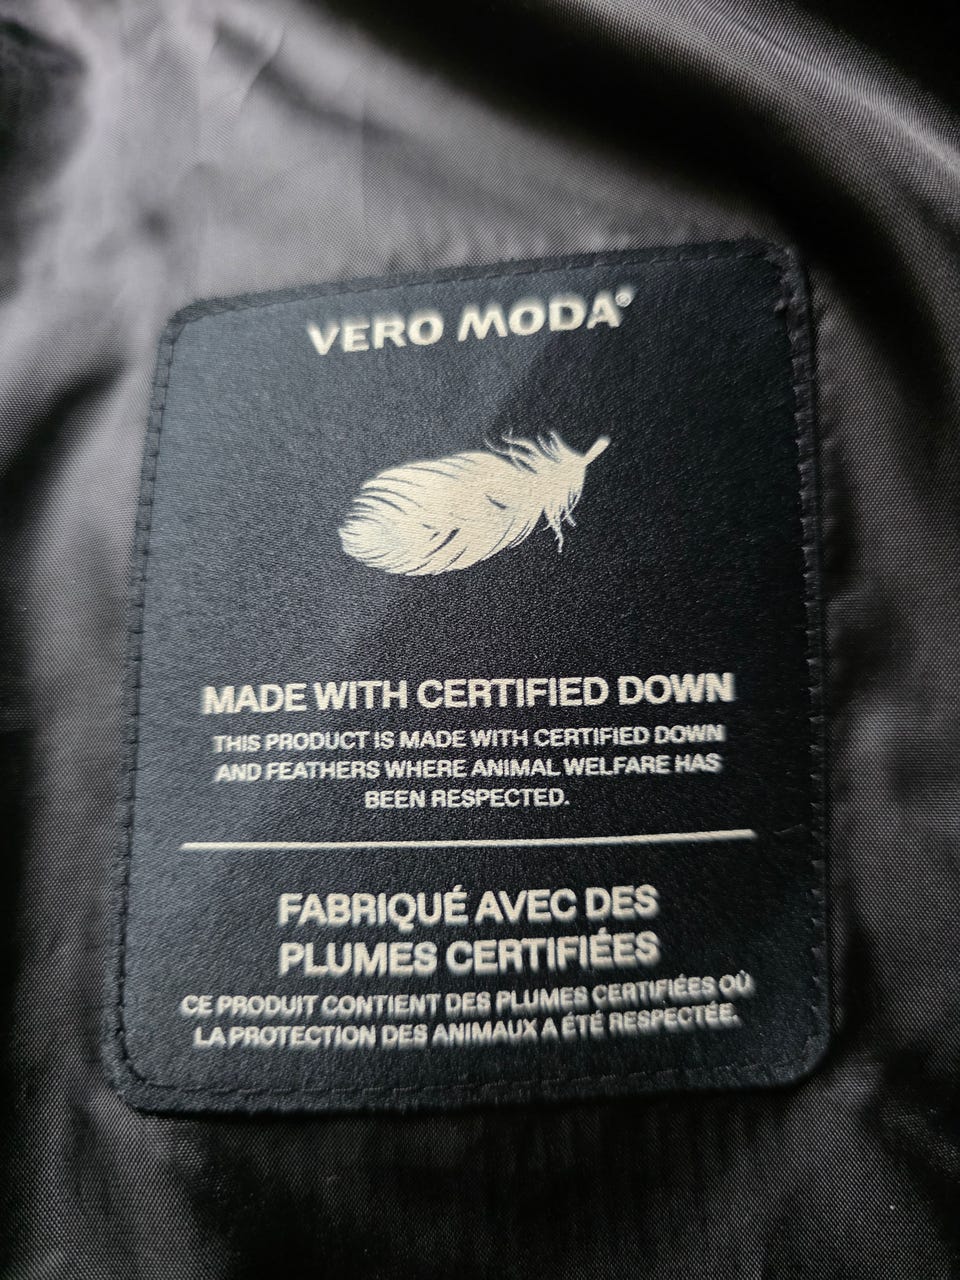 VERO MODA®
MADE WITH CERTIFIED DOWN
THIS PRODUCT IS MADE WITH CERTIFIED DOWN
AND FEATHERS WHERE ANIMAL WELFARE HAS
BEEN RESPECTED.
FABRIQUÉ AVEC DES
PLUMES CERTIFIÉES
CE PRODUIT CONTIENT DES PLUMES CERTIFIÉES OÙ
LA PROTECTION DES ANIMAUX A ÉTÉ RESPECTÉE.